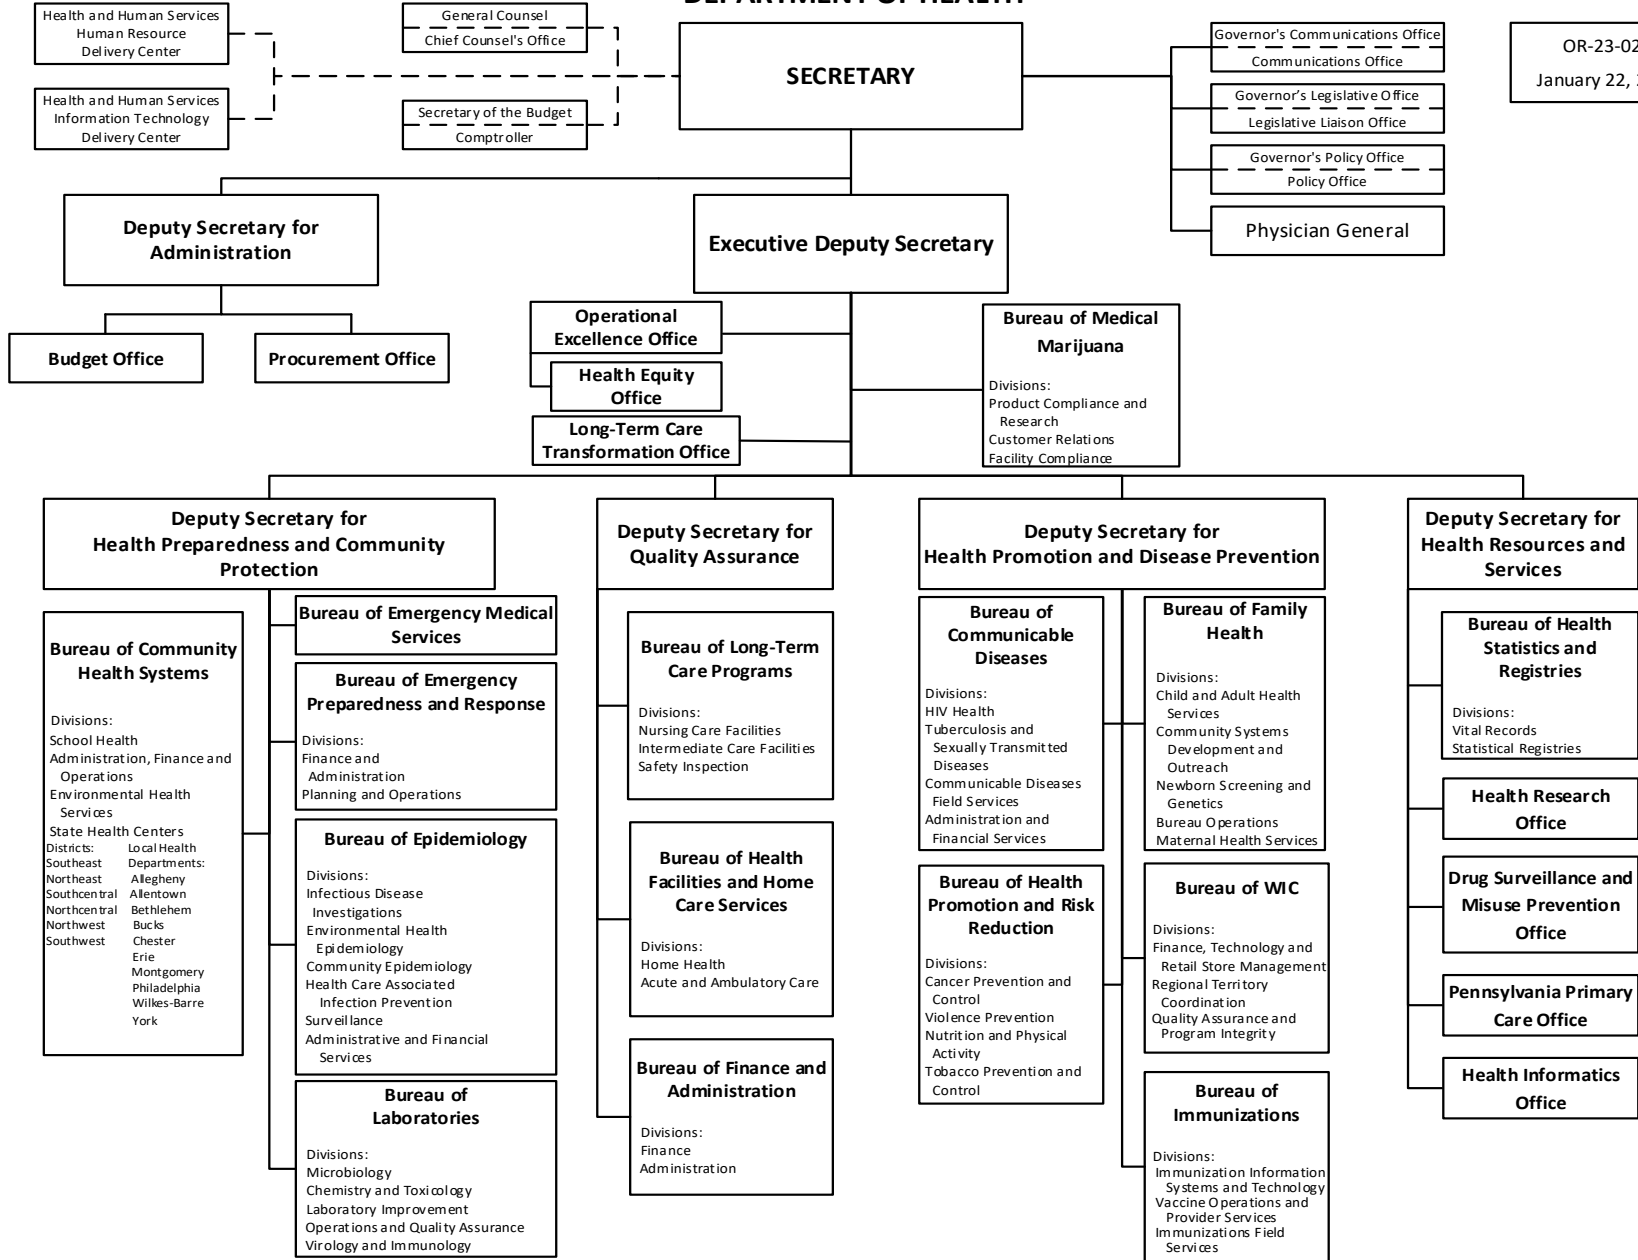 DEPARTMENT OF HEALTH
Health and Human Services
Human Resource
Delivery Center
General Counsel
Chief Counsel's Office
Health and Human Services
Information Technology
Delivery Center
Secretary of the Budget
Comptroller
SECRETARY
Governor's Communications Office
Communications Office
Governor's Legislative Office
Legislative Liaison Office
Governor's Policy Office
Policy Office
Physician General
OR-23-02
January 22,
Deputy Secretary for
Administration
Executive Deputy Secretary
Budget Office
Procurement Office
Operational
Excellence Office
Health Equity
Office
Long-Term Care
Transformation Office
Bureau of Medical
Marijuana
Divisions:
Product Compliance and
Research
Customer Relations
Facility Compliance
Deputy Secretary for
Health Preparedness and Community
Protection
Bureau of Community
Health Systems
Divisions:
School Health
Administration, Finance and
Operations
Environmental Health
Services
State Health Centers
Districts: Local Health
Southeast Departments:
Northeast Allegheny
Southcentral Allentown
Northcentral Bethlehem
Northwest Bucks
Southwest Chester
Erie
Montgomery
Philadelphia
Wilkes-Barre
York
Bureau of Emergency Medical
Services
Bureau of Emergency
Preparedness and Response
Divisions:
Finance and
Administration
Planning and Operations
Bureau of Epidemiology
Divisions:
Infectious Disease
Investigations
Environmental Health
Epidemiology
Community Epidemiology
Health Care Associated
Infection Prevention
Surveillance
Administrative and Financial
Services
Bureau of
Laboratories
Divisions:
Microbiology
Chemistry and Toxicology
Laboratory Improvement
Operations and Quality Assurance
Virology and Immunology
Deputy Secretary for
Quality Assurance
Bureau of Long-Term
Care Programs
Divisions:
Nursing Care Facilities
Intermediate Care Facilities
Safety Inspection
Bureau of Health
Facilities and Home
Care Services
Divisions:
Home Health
Acute and Ambulatory Care
Bureau of Finance and
Administration
Divisions:
Finance
Administration
Deputy Secretary for
Health Promotion and Disease Prevention
Bureau of
Communicable
Diseases
Divisions:
HIV Health
Tuberculosis and
Sexually Transmitted
Diseases
Communicable Diseases
Field Services
Administration and
Financial Services
Bureau of Health
Promotion and Risk
Reduction
Divisions:
Cancer Prevention and
Control
Violence Prevention
Nutrition and Physical
Activity
Tobacco Prevention and
Control
Bureau of Family
Health
Divisions:
Child and Adult Health
Services
Community Systems
Development and
Outreach
Newborn Screening and
Genetics
Bureau Operations
Maternal Health Services
Bureau of WIC
Divisions:
Finance, Technology and
Retail Store Management
Regional Territory
Coordination
Quality Assurance and
Program Integrity
Bureau of
Immunizations
Divisions:
Immunization Information
Systems and Technology
Vaccine Operations and
Provider Services
Immunizations Field
Services
Deputy Secretary for
Health Resources and
Services
Bureau of Health
Statistics and
Registries
Divisions:
Vital Records
Statistical Registries
Health Research
Office
Drug Surveillance and
Misuse Prevention
Office
Pennsylvania Primary
Care Office
Health Informatics
Office